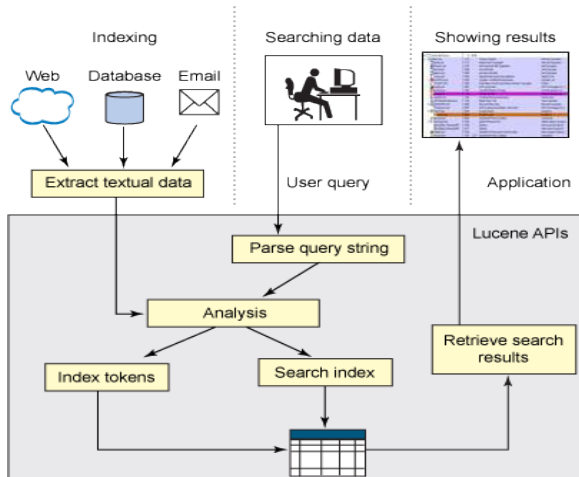 Indexing
Searching data
Showing results
Web
Database
Email
Extract textual data
User query
Application
Lucene APIs
Parse query string
Analysis
Retrieve search
results
Index tokens
Search index